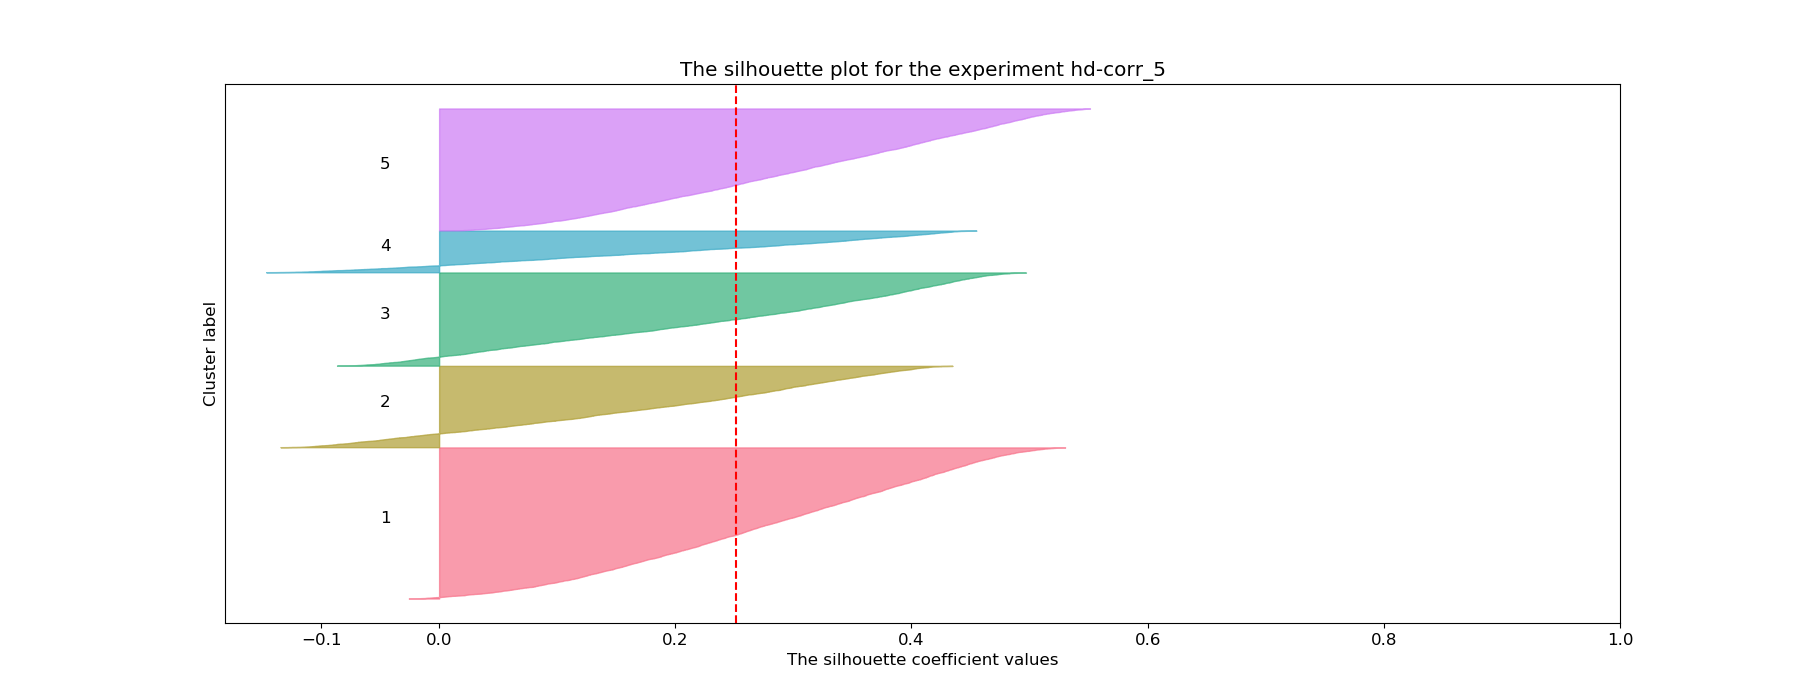 The silhouette plot for the experiment hd-corr_5
Cluster label
5
4
3
2
1
−0.1 0.0 0.2 0.4 0.6 0.8 1.0
The silhouette coefficient values